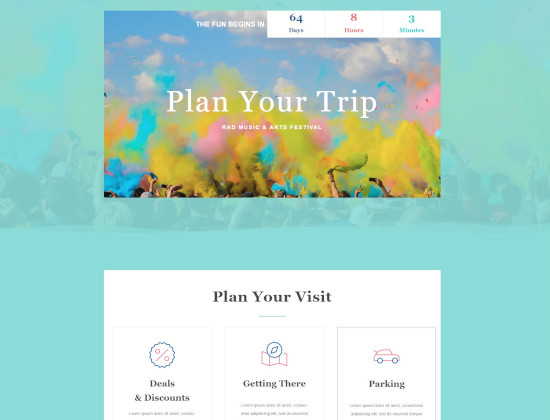 THE FUN BEGINS IN
64 8 3
Days Hours Minutes
Plan Your Trip
RAD MUSIC & ARTS FESTIVAL
Plan Your Visit
Deals
& Discounts
Getting There
Parking
Lorem ipsum dolor sit amet, consec-
Lorem ipsum dolor sit amet, consec-
tetur adipiscing elit, sed do eiusmod
Lorem ipsum dolor sit amet, consectetur
adipiscing elit, sed do eiusmod tempor